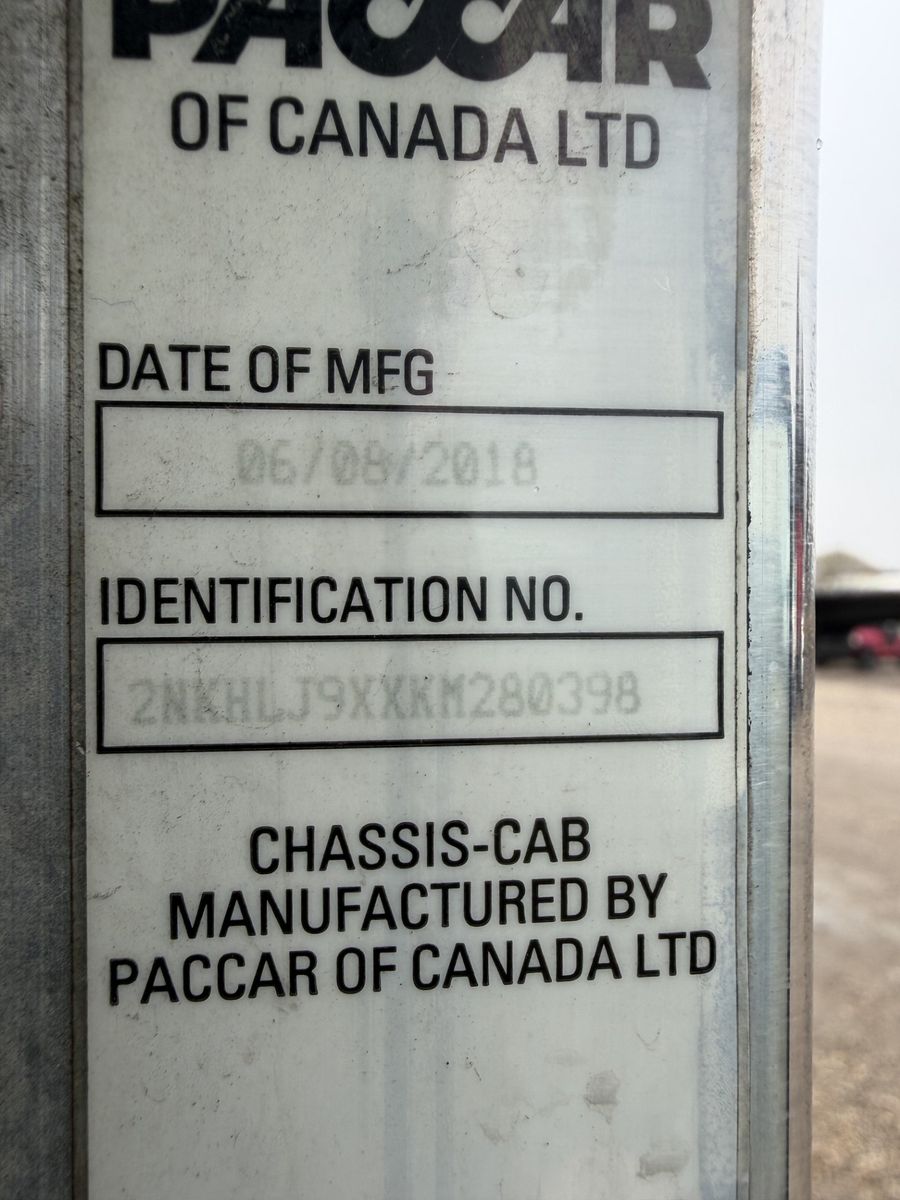 PACCAR
OF CANADA LTD
DATE OF MFG
06/08/2018
IDENTIFICATION NO.
2NKHLJ9XXKM280398
CHASSIS-CAB
MANUFACTURED BY
PACCAR OF CANADA LTD